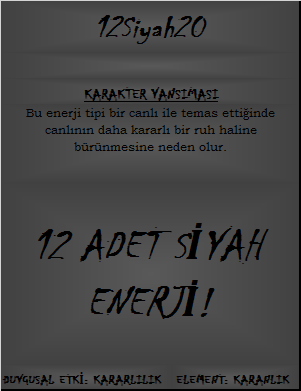 12Siyah20
KARAKTER YANSIMASI
Bu enerji tipi bir canlı ile temas ettiğinde
canlının daha kararlı bir ruh haline
bürünmesine neden olur.
12 ADET SİYAH
ENERJİ!
DUYGUSAL ETKİ: KARARLILIK ELEMENT: KARANLIK